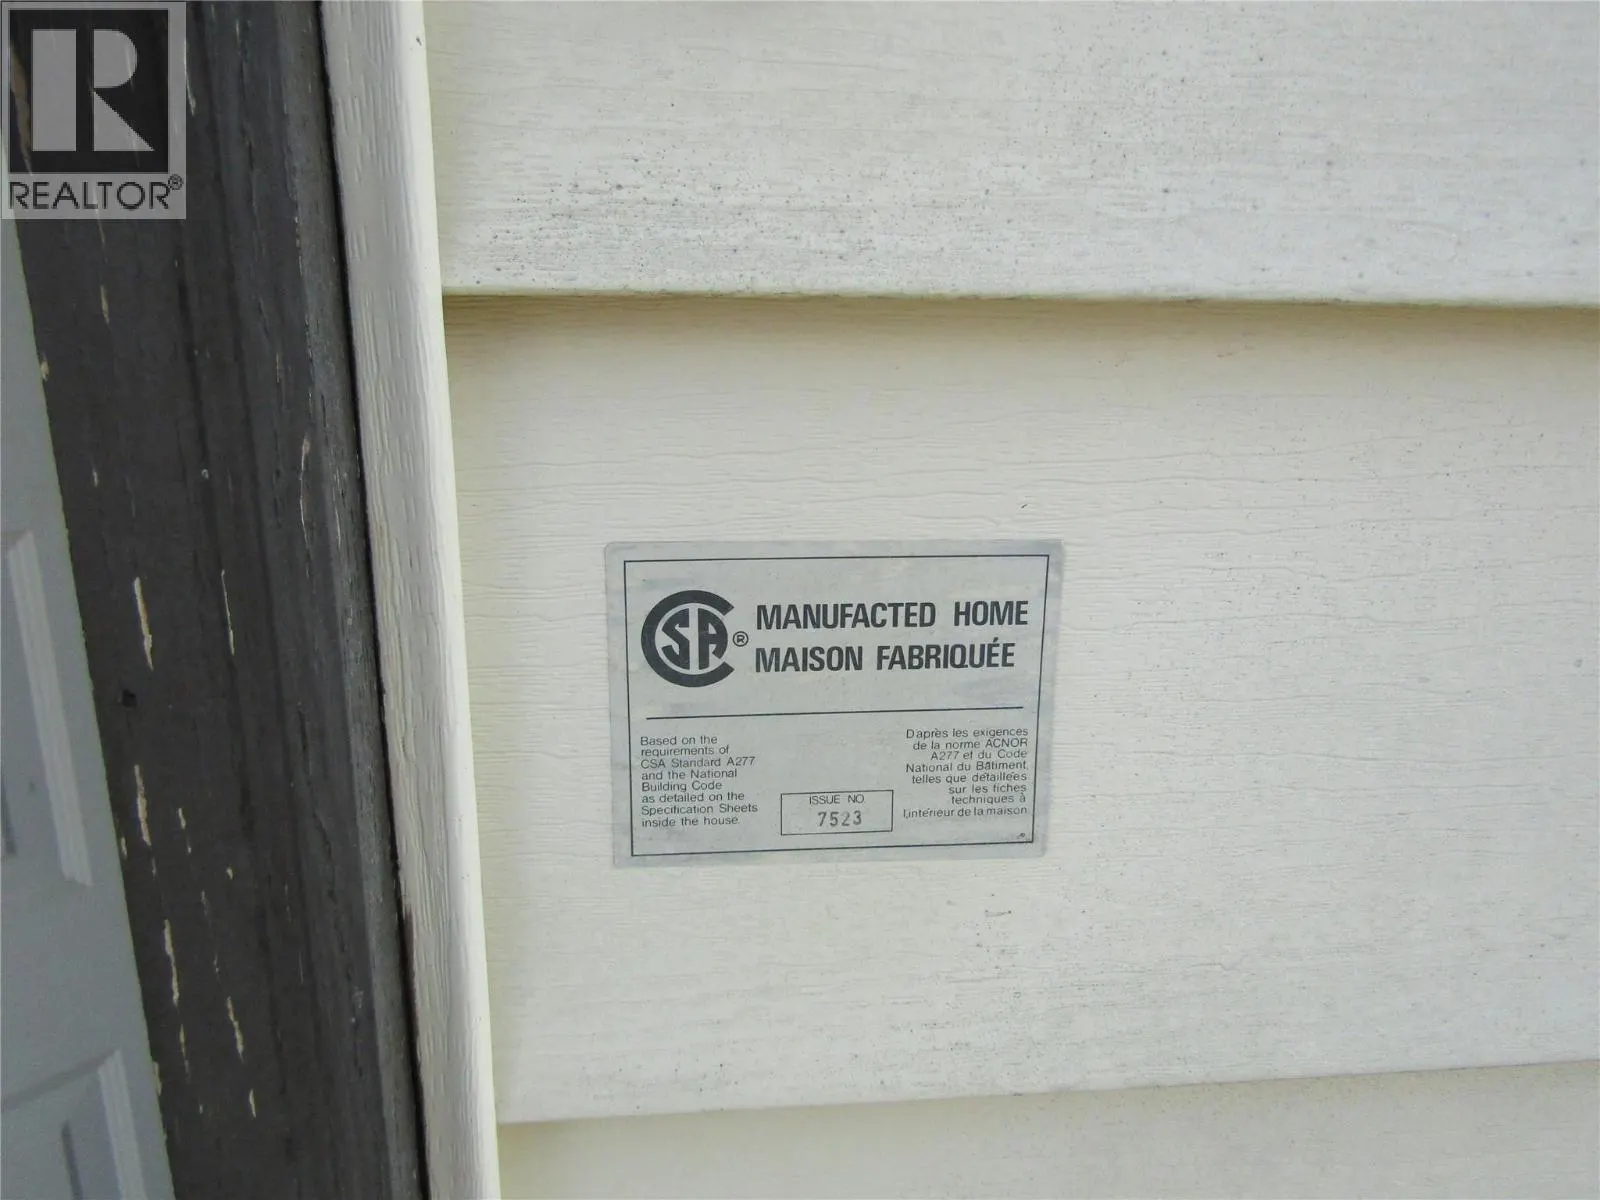 REALTOR®
CSA® MANUFACTED HOME
MAISON FABRIQUÉE
Based on the
requirements of
CSA Standard A277
and the National
Building Code
as detailed on the
Specification Sheets
inside the house.
ISSUE NO.
7523
D'après les exigences
de la norme ACNOR
A277 et du Code
National du Bâtiment,
telles que détaillées
sur les fiches
techniques à
l'intérieur de la maison